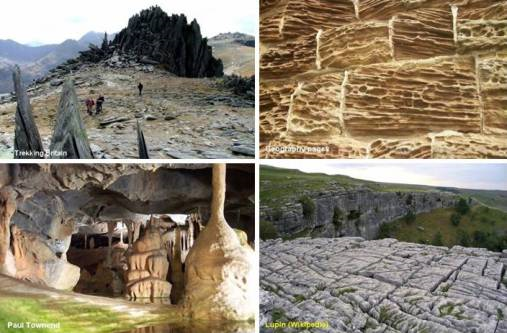 Trekking Britain
Geography pages
Paul Townend
Lupin (Wikipedia)